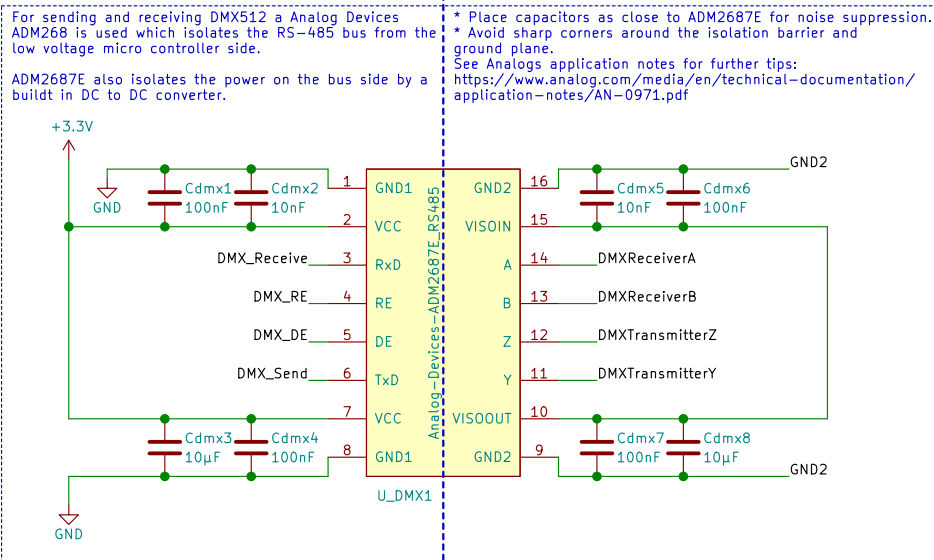 For sending and receiving DMX512 a Analog Devices
ADM268 is used which isolates the RS-485 bus from the
low voltage micro controller side.
ADM2687E also isolates the power on the bus side by a
buildt in DC to DC converter.
* Place capacitors as close to ADM2687E for noise suppression.
* Avoid sharp corners around the isolation barrier and
ground plane.
See Analogs application notes for further tips:
https://www.analog.com/media/en/technical-documentation/
application-notes/AN-0971.pdf
+3.3V
GND
Cdmx1
100nF
Cdmx2
10nF
1 GND1
2 VCC
DMX_Receive 3 RxD
DMX_RE 4 RE
DMX_DE 5 DE
DMX_Send 6 TxD
7 VCC
8 GND1
Cdmx3
10µF
Cdmx4
100nF
GND
Analog-Devices-ADM2687E_RS485
U_DMX1
GND2 16 GND2
VISOIN 15
A 14 DMXReceiverA
B 13 DMXReceiverB
Z 12 DMXTransmitterZ
Y 11 DMXTransmitterY
VISOOUT 10
GND2 9 GND2
Cdmx5
10nF
Cdmx6
100nF
Cdmx7
100nF
Cdmx8
10µF